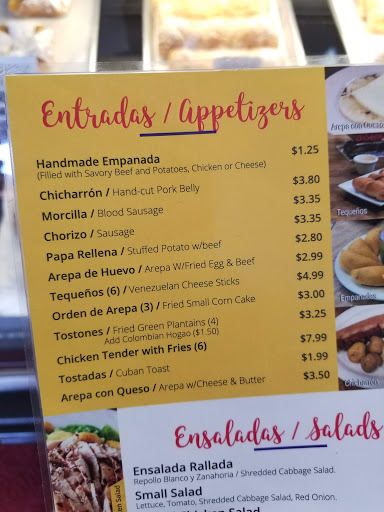 Entradas / Appetizers
Handmade Empanada $1.25
(Filled with Savory Beef and Potatoes, Chicken or Cheese)
Chicharrón / Hand-cut Pork Belly $3.80
Morcilla / Blood Sausage $3.35
Chorizo / Sausage $3.35
Papa Rellena / Stuffed Potato w/beef $2.80
Arepa de Huevo / Arepa W/Fried Egg & Beef $2.99
Tequeños (6) / Venezuelan Cheese Sticks $4.99
Orden de Arepa (3) / Fried Small Corn Cake $3.00
Tostones / Fried Green Plantains (4) $3.25
Add Colombian Hogao ($1.50)
Chicken Tender with Fries (6) $7.99
Tostadas / Cuban Toast $1.99
Arepa con Queso / Arepa w/Cheese & Butter $3.50
Arepa con
Tequeños
Empanadas
Ensaladas / Salads
Ensalada Rallada
Repollo Blanco y Zanahoria / Shredded Cabbage Salad.
Small Salad
Lettuce, Tomato, Shredded Cabbage Salad, Red Onion.
Salad
Salad